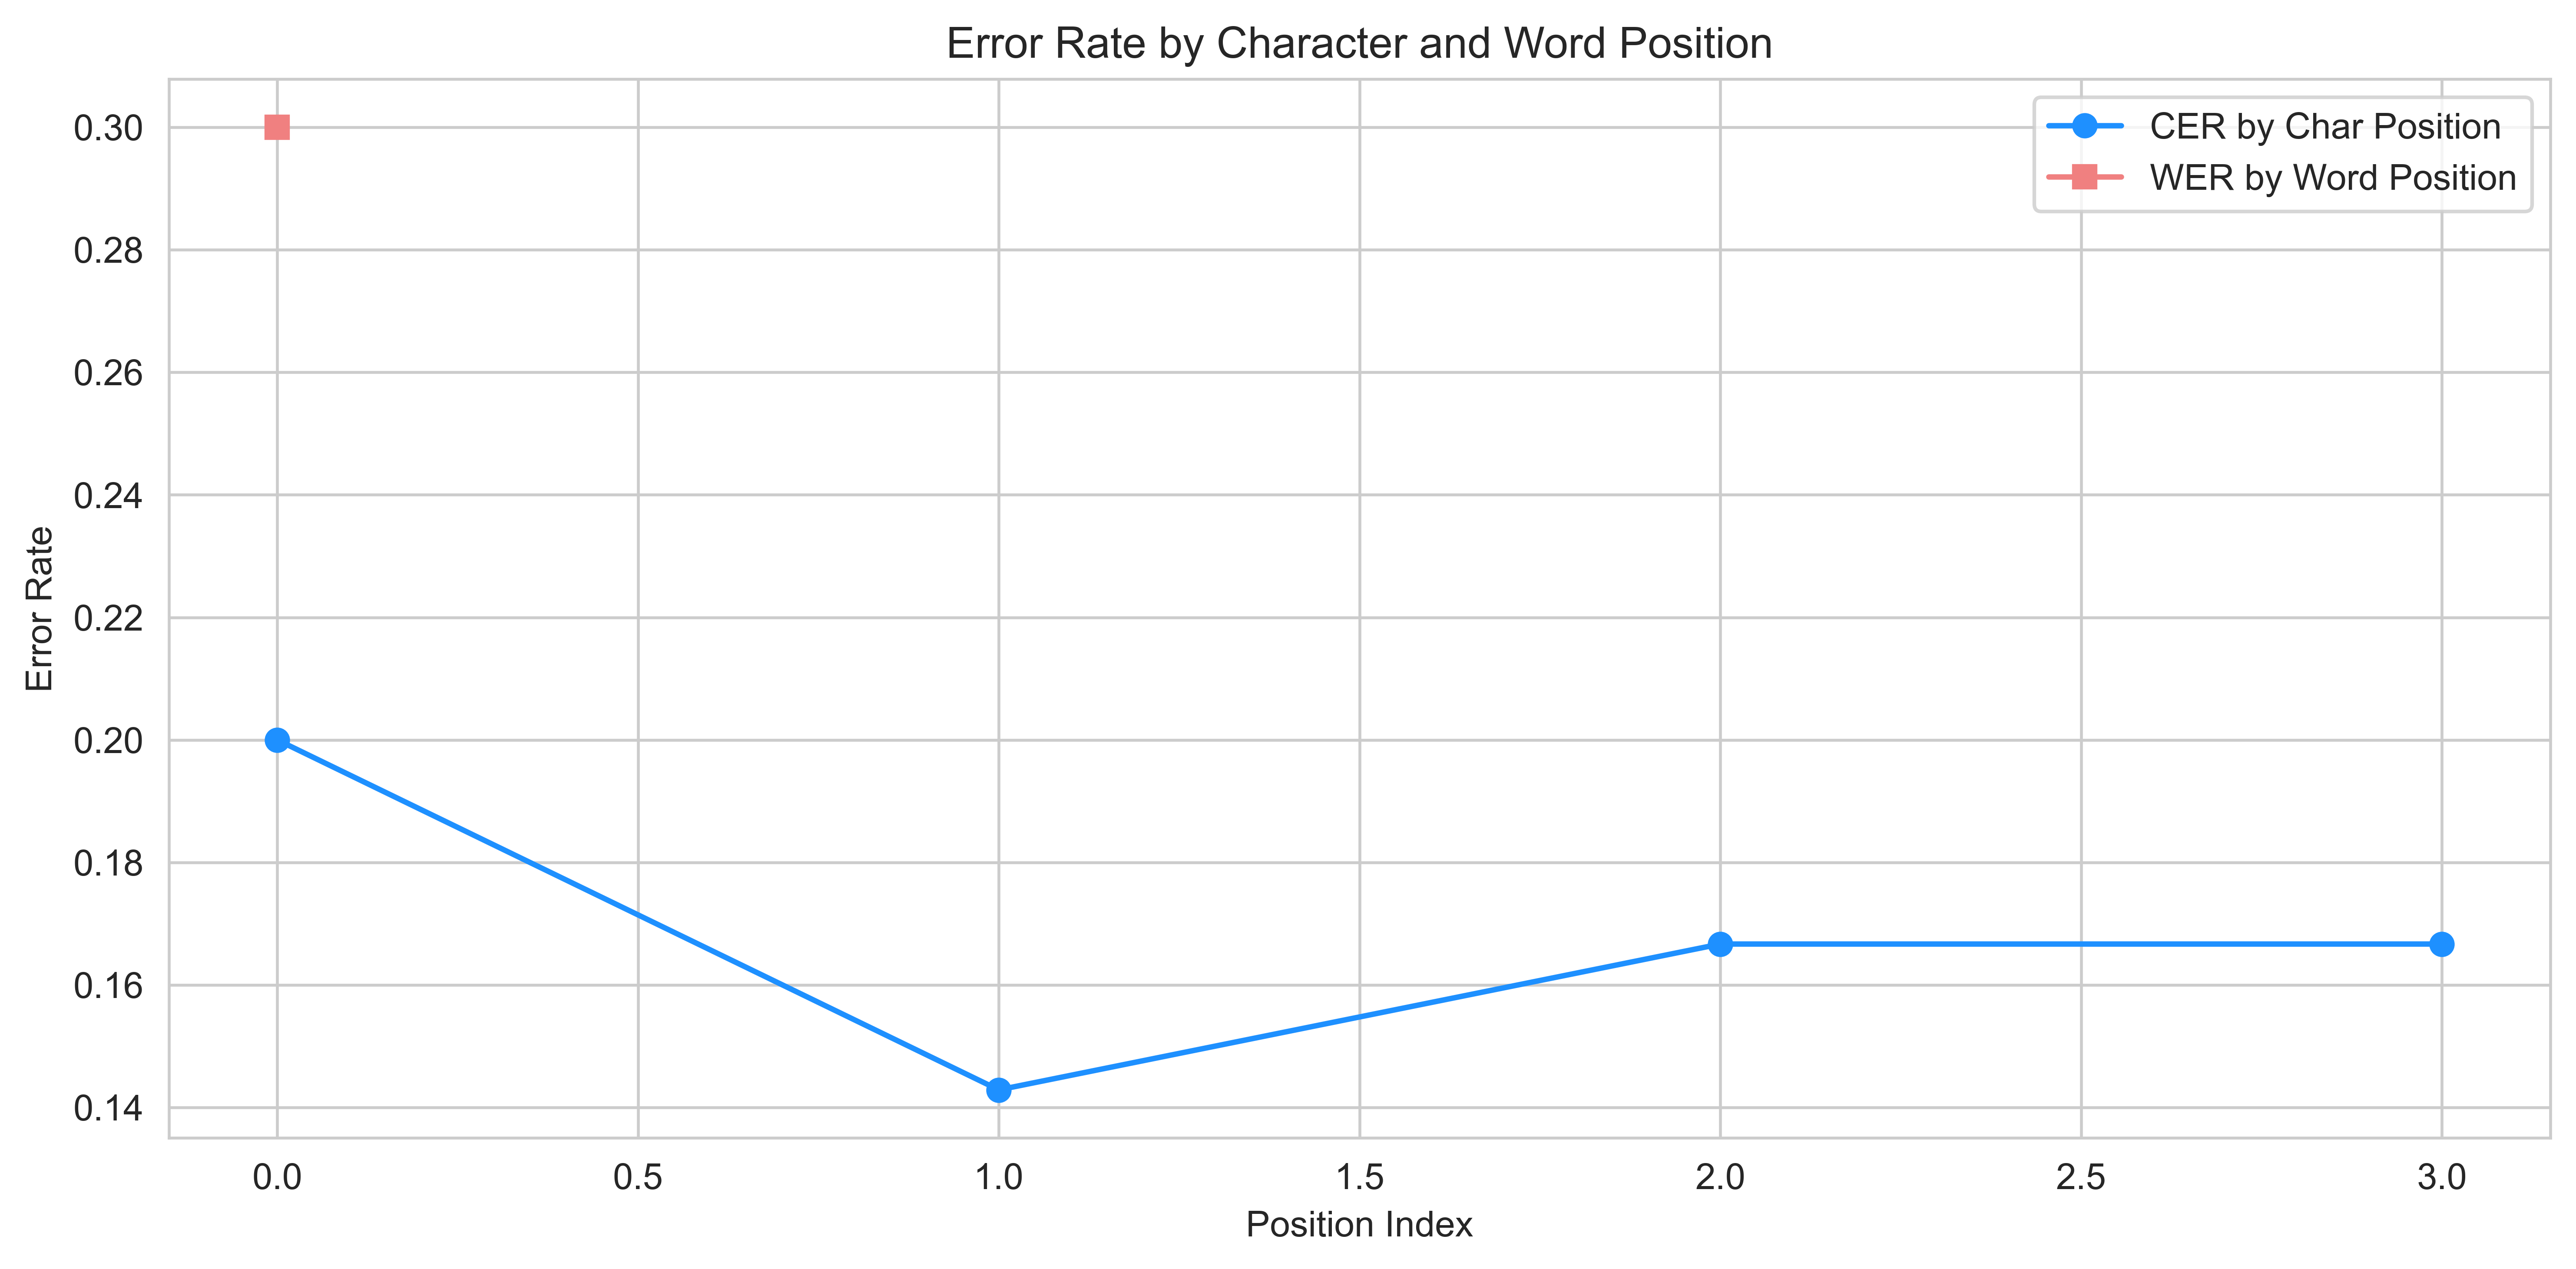 Error Rate by Character and Word Position
CER by Char Position
WER by Word Position
Error Rate
0.30
0.28
0.26
0.24
0.22
0.20
0.18
0.16
0.14
0.0 0.5 1.0 1.5 2.0 2.5 3.0
Position Index